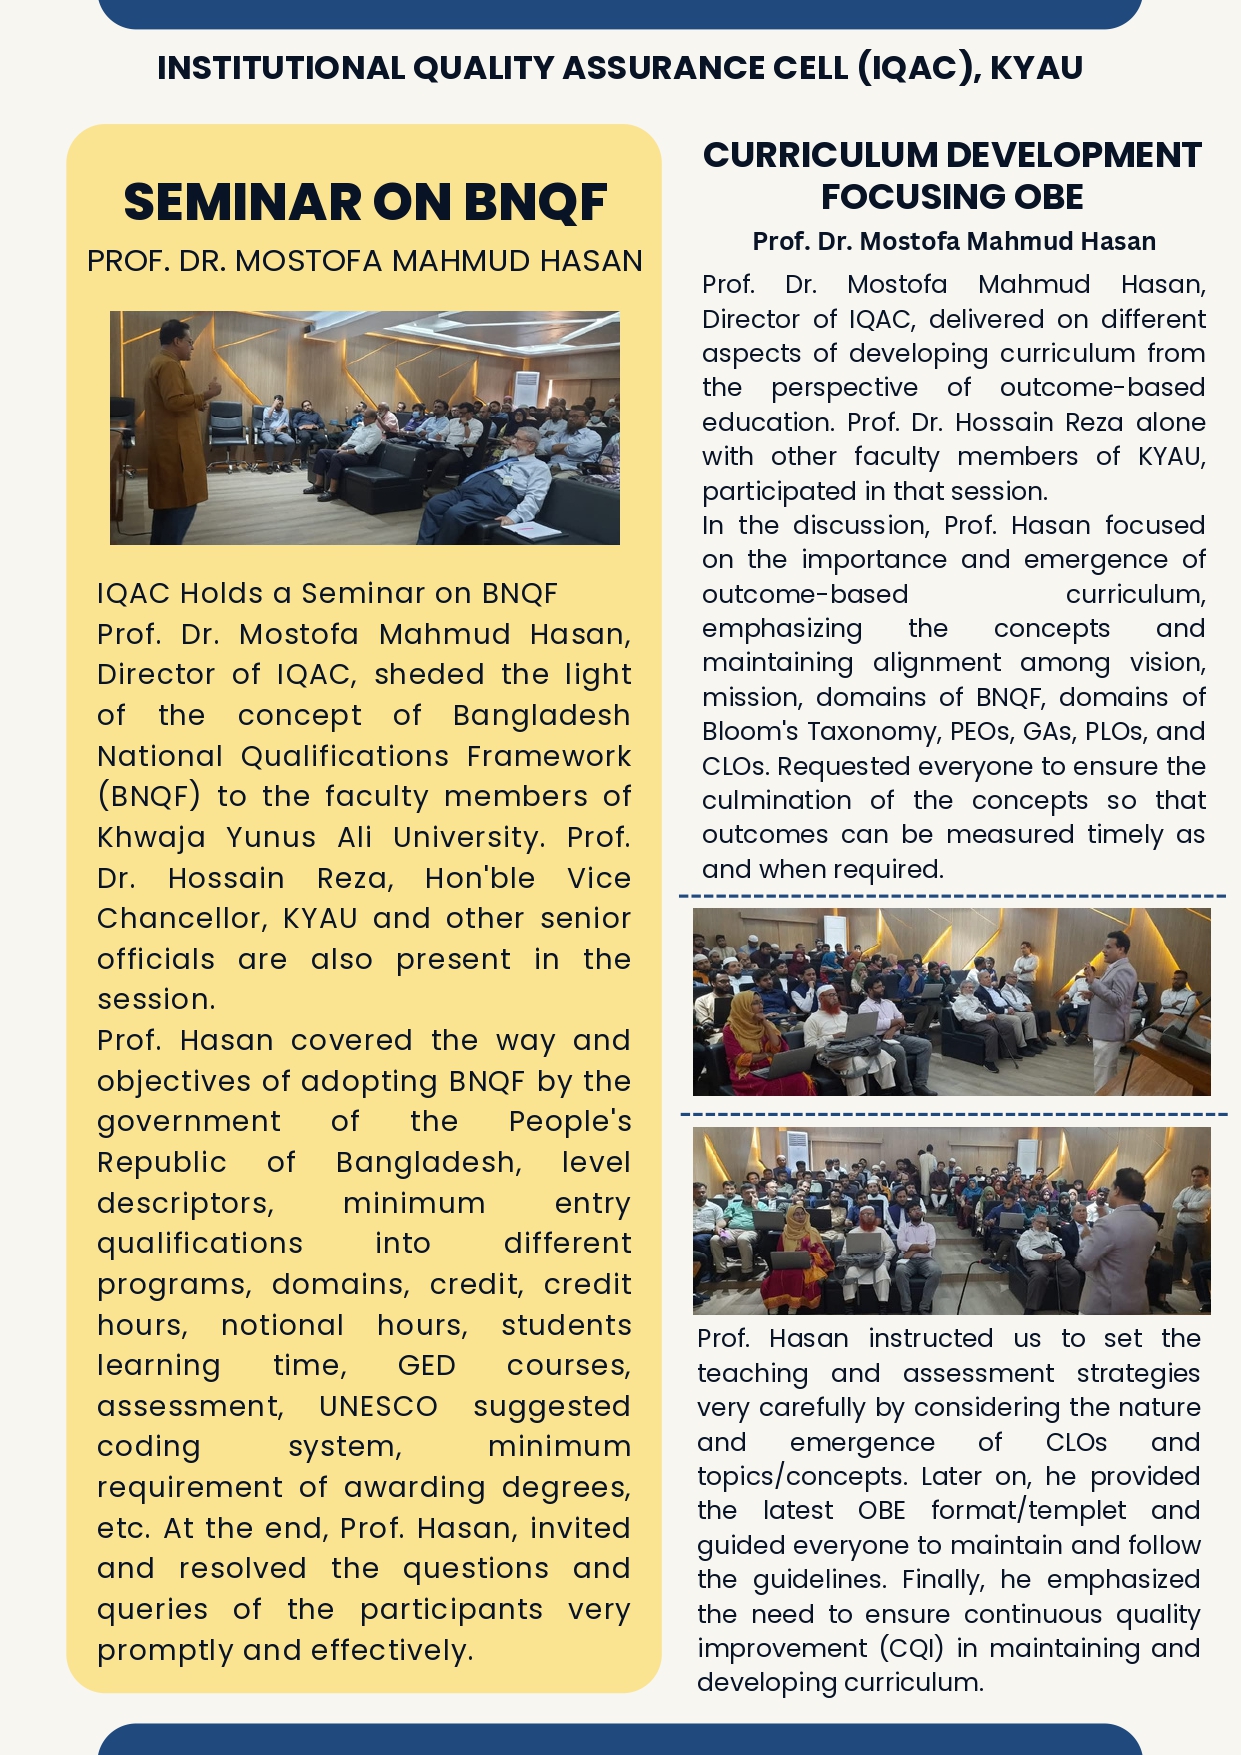 INSTITUTIONAL QUALITY ASSURANCE CELL (IQAC), KYAU
SEMINAR ON BNQF
PROF. DR. MOSTOFA MAHMUD HASAN
IQAC Holds a Seminar on BNQF
Prof. Dr. Mostofa Mahmud Hasan,
Director of IQAC, sheded the light
of the concept of Bangladesh
National Qualifications Framework
(BNQF) to the faculty members of
Khwaja Yunus Ali University. Prof.
Dr. Hossain Reza, Hon'ble Vice
Chancellor, KYAU and other senior
officials are also present in the
session.
Prof. Hasan covered the way and
objectives of adopting BNQF by the
government of the People's
Republic of Bangladesh, level
descriptors, minimum entry
qualifications into different
programs, domains, credit, credit
hours, notional hours, students
learning time, GED courses,
assessment, UNESCO suggested
coding system, minimum
requirement of awarding degrees,
etc. At the end, Prof. Hasan, invited
and resolved the questions and
queries of the participants very
promptly and effectively.
CURRICULUM DEVELOPMENT
FOCUSING OBE
Prof. Dr. Mostofa Mahmud Hasan
Prof. Dr. Mostofa Mahmud Hasan,
Director of IQAC, delivered on different
aspects of developing curriculum from
the perspective of outcome-based
education. Prof. Dr. Hossain Reza alone
with other faculty members of KYAU,
participated in that session.
In the discussion, Prof. Hasan focused
on the importance and emergence of
outcome-based curriculum,
emphasizing the concepts and
maintaining alignment among vision,
mission, domains of BNQF, domains of
Bloom's Taxonomy, PEOs, GAs, PLOs, and
CLOs. Requested everyone to ensure the
culmination of the concepts so that
outcomes can be measured timely as
and when required.
Prof. Hasan instructed us to set the
teaching and assessment strategies
very carefully by considering the nature
and emergence of CLOs and
topics/concepts. Later on, he provided
the latest OBE format/templet and
guided everyone to maintain and follow
the guidelines. Finally, he emphasized
the need to ensure continuous quality
improvement (CQI) in maintaining and
developing curriculum.